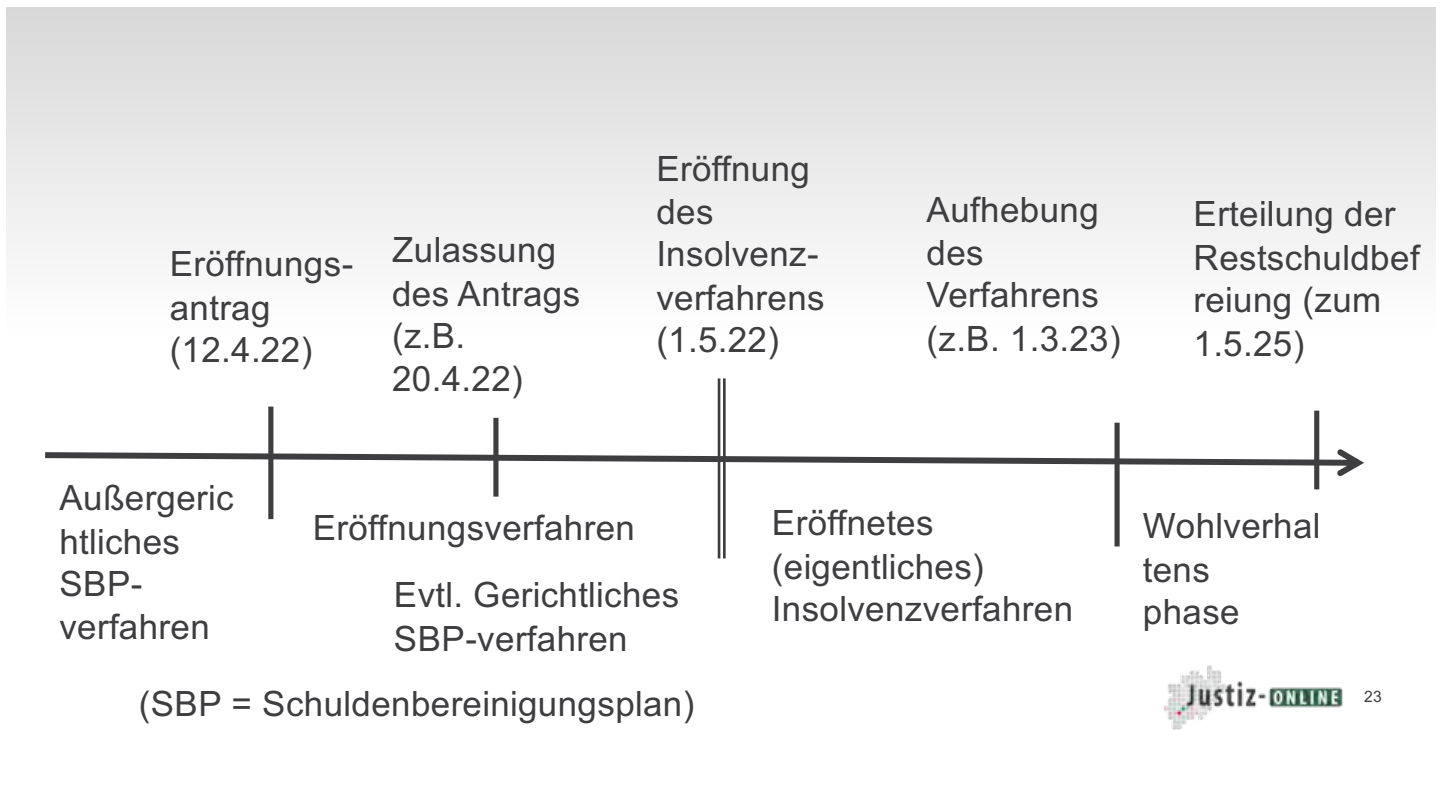 Eröffnungs-
antrag
(12.4.22)
Zulassung
des Antrags
(z.B.
20.4.22)
Eröffnung
des
Insolvenz-
verfahrens
(1.5.22)
Aufhebung
des
Verfahrens
(z.B. 1.3.23)
Erteilung der
Restschuldbef
reiung (zum
1.5.25)
Außergeric
htliches
SBP-
verfahren
Eröffnungsverfahren
Evtl. Gerichtliches
SBP-verfahren
Eröffnetes
(eigentliches)
Insolvenzverfahren
Wohlverhal
tens
phase
(SBP = Schuldenbereinigungsplan)
Justiz-ONLINE
23